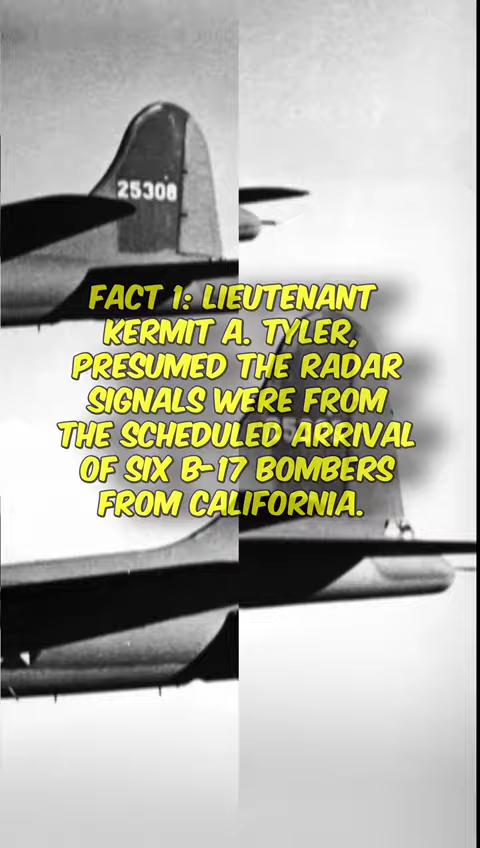 25308
FACT 1: LIEUTENANT
KERMIT A. TYLER,
PRESUMED THE RADAR
SIGNALS WERE FROM
THE SCHEDULED ARRIVAL
OF SIX B-17 BOMBERS
FROM CALIFORNIA.